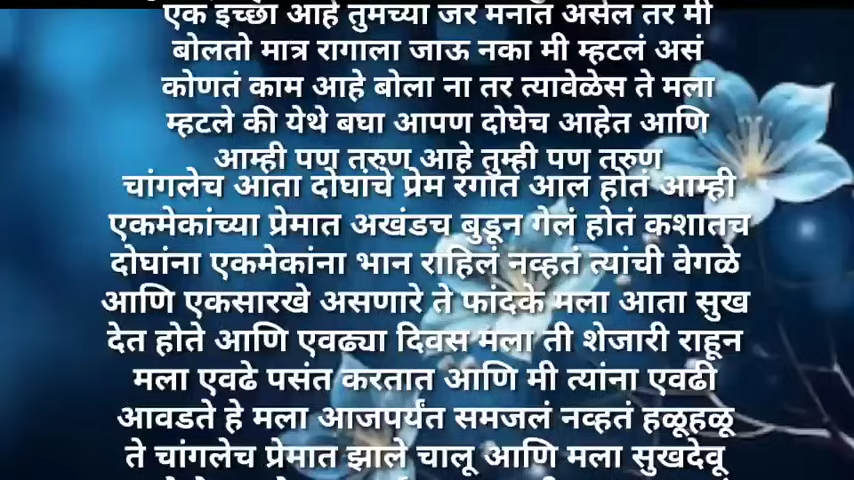 एक इच्छा आहे तुमच्या जर मनात असेल तर मी
बोलतो मात्र रागाला जाऊ नका मी म्हटलं असं
कोणतं काम आहे बोला ना तर त्यावेळेस ते मला
म्हटले की येथे बघा आपण दोघेच आहेत आणि
आम्ही पण तरुण आहे तुम्ही पण तरुण
चांगलेच आता दोघांचे प्रेम रंगात आलं होतं आम्ही
एकमेकांच्या प्रेमात अखंडच बुडून गेलं होतं कशातच
दोघांना एकमेकांना भान राहिलं नव्हतं त्यांची वेगळे
आणि एकसारखे असणारे ते फांदके मला आता सुख
देत होते आणि एवढ्या दिवस मला ती शेजारी राहून
मला एवढे पसंत करतात आणि मी त्यांना एवढी
आवडते हे मला आजपर्यंत समजलं नव्हतं हळूहळू
ते चांगलेच प्रेमात झाले चालू आणि मला सुखदेवू